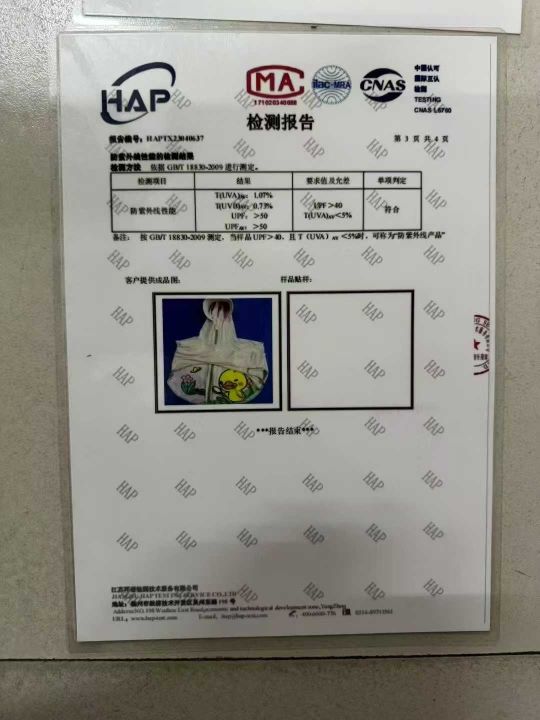 HAP
CMA
171020340088
ilac-MRA
CNAS
中国认可
国际互认
检测
TESTING
CNAS L6760
检测报告
报告编号：HAPTX23040637
第 3 页 共 4 页
防紫外线性能的检测结果
检测方法 依据 GB/T 18830-2009 进行测定。
检测项目 结果 要求值及允差 单项判定
防紫外线性能
T(UVA)AV：1.07%
T(UVB)AV：0.73%
UPF：>50
UPFAV：>50
UPF>40
T(UVA)AV<5%
符合
备注： 按 GB/T 18830-2009 测定，当样品 UPF>40，且 T（UVA）AV <5%时，可称为“防紫外线产品”
客户提供成品图：
样品贴样：
***报告结束***